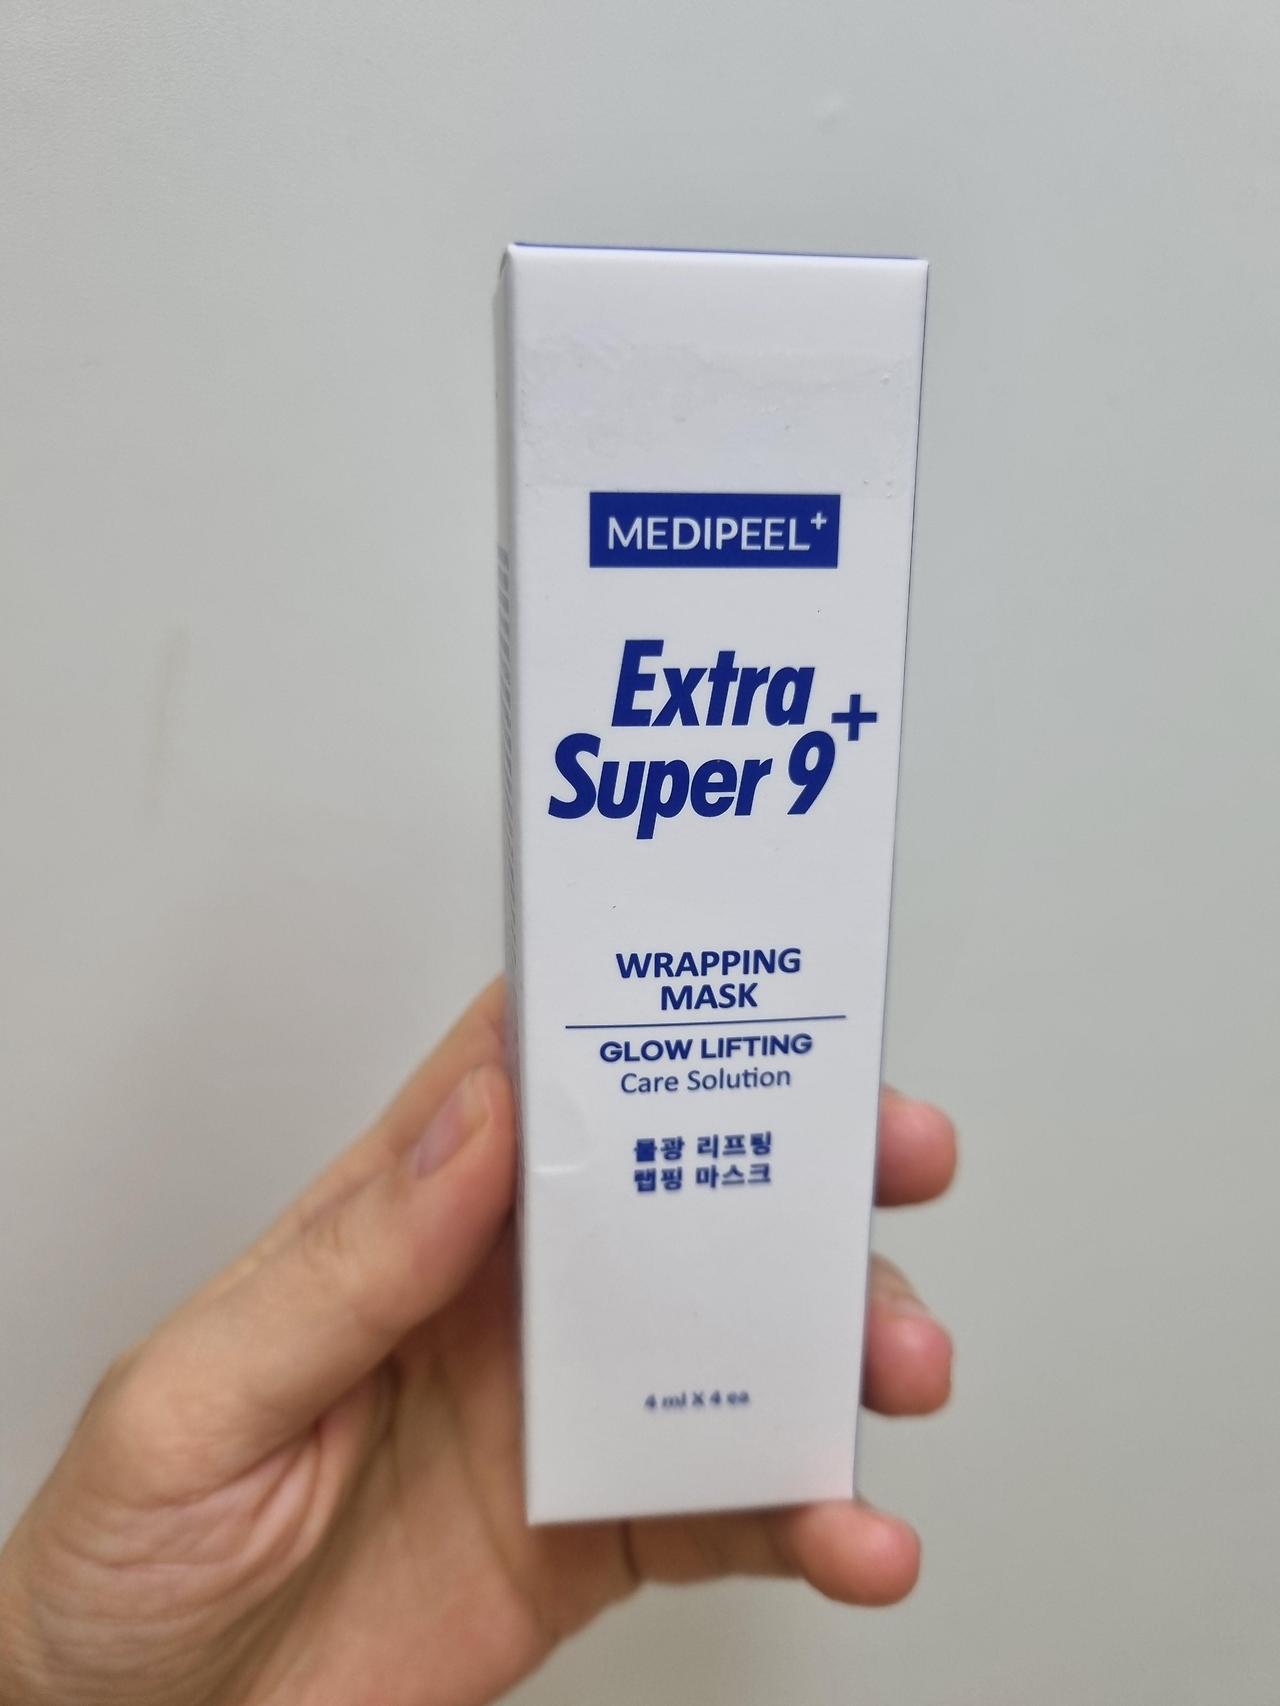 MEDIPEEL+
Extra
Super 9+
WRAPPING
MASK
GLOW LIFTING
Care Solution
물광 리프팅
랩핑 마스크
4 ml X 4 ea